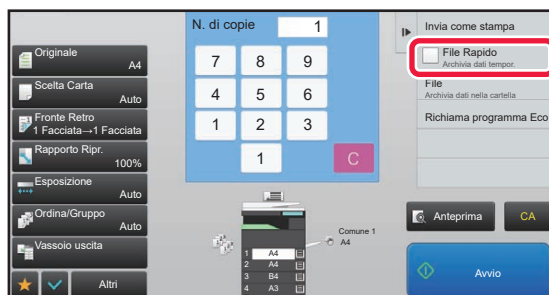 N. di copie 1
Originale
A4
Scelta Carta
Auto
Fronte Retro
1 Facciata→1 Facciata
Rapporto Ripr.
100%
Esposizione
Auto
Ordina/Gruppo
Auto
Vassoio uscita
Altri
7 8 9
4 5 6
1 2 3
1 C
Comune 1
A4
1 A4
2 A4
3 B4
4 A3
Invia come stampa
File Rapido
Archivia dati tempor.
File
Archivia dati nella cartella
Richiama programma Eco
Anteprima
CA
Avvio